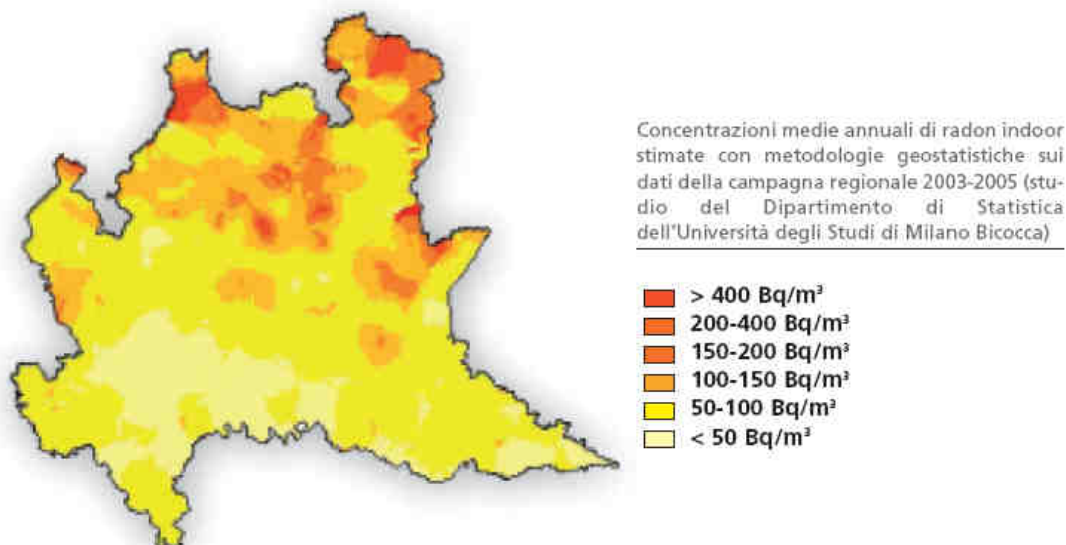 Concentrazioni medie annuali di radon indoor
stimate con metodologie geostatistiche sui
dati della campagna regionale 2003-2005 (stu-
dio del Dipartimento di Statistica
dell'Università degli Studi di Milano Bicocca)
> 400 Bq/m³
200-400 Bq/m³
150-200 Bq/m³
100-150 Bq/m³
50-100 Bq/m³
< 50 Bq/m³